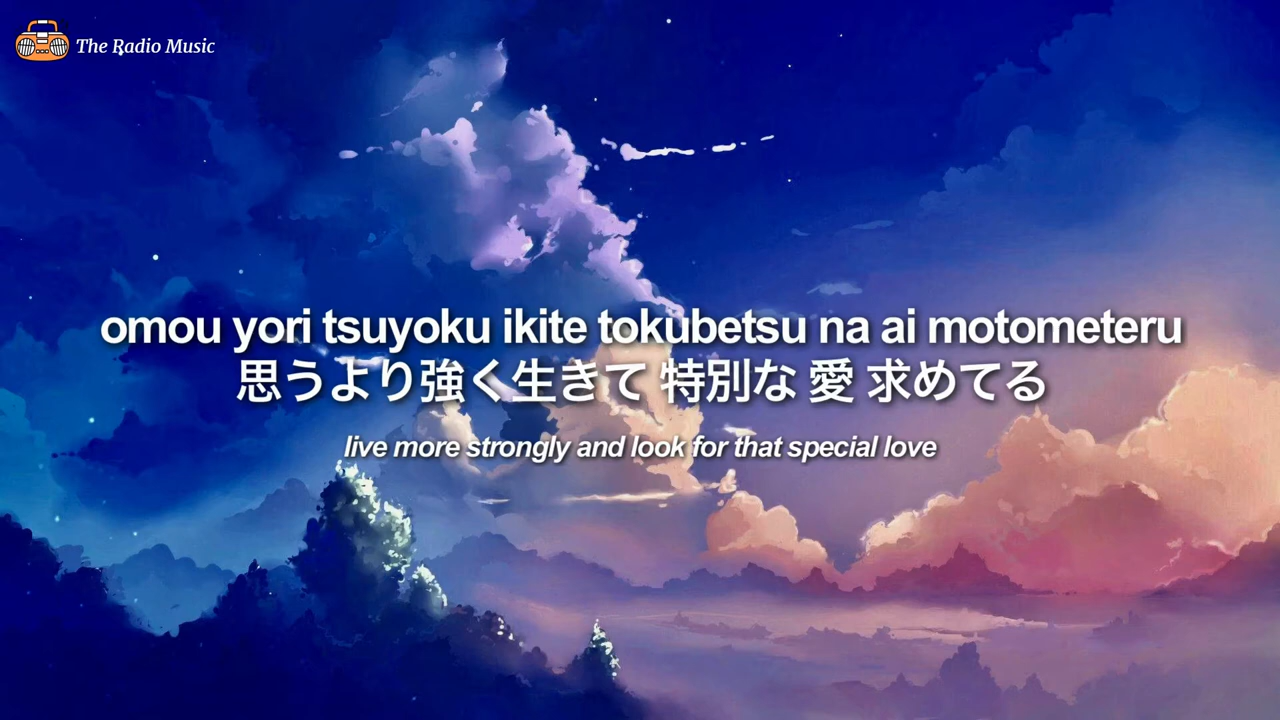 The Radio Music
omou yori tsuyoku ikite tokubetsu na ai motometeru
思うより強く生きて 特別な 愛 求めてる
live more strongly and look for that special love